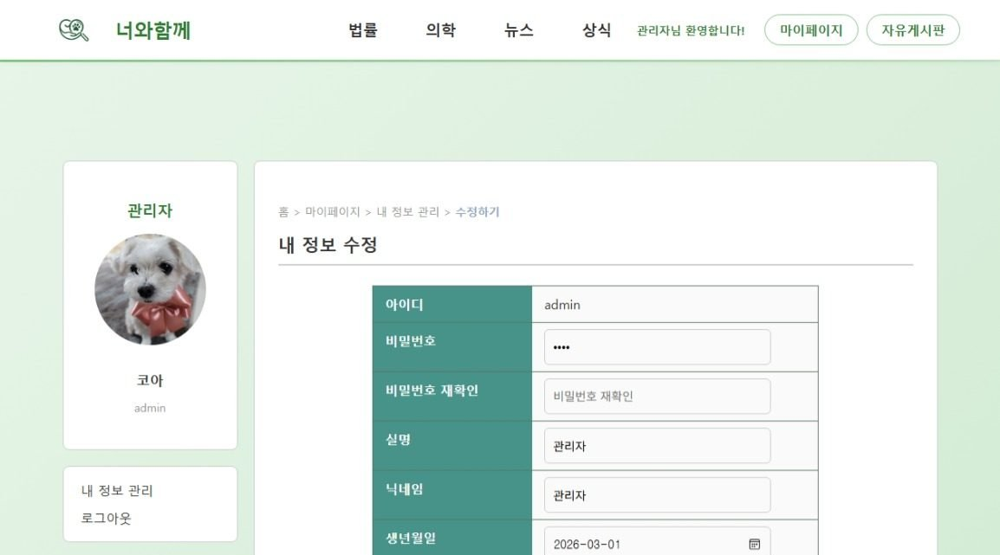 너와함께 법률 의학 뉴스 상식 관리자님 환영합니다! 마이페이지 자유게시판
관리자
코아
admin
내 정보 관리
로그아웃
홈 > 마이페이지 > 내 정보 관리 > 수정하기
내 정보 수정
아이디 admin
비밀번호 ••••
비밀번호 재확인 비밀번호 재확인
실명 관리자
닉네임 관리자
생년월일 2026-03-01